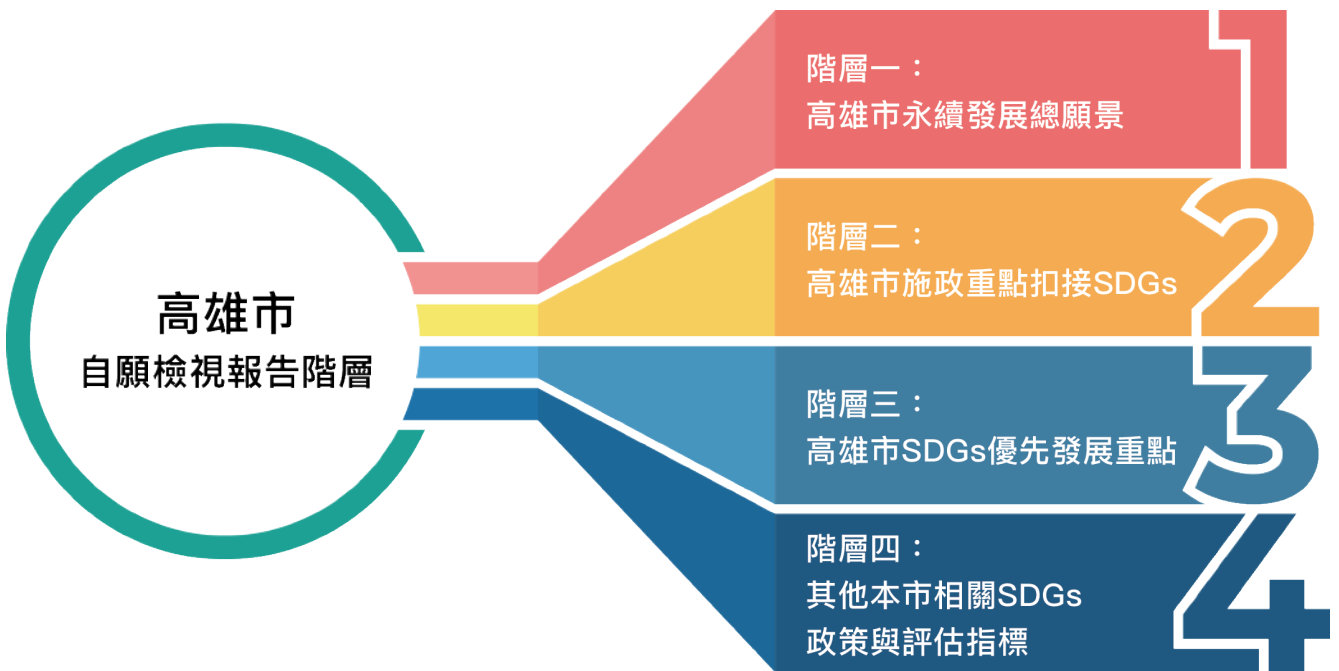 高雄市
自願檢視報告階層
階層一：
高雄市永續發展總願景
1
階層二：
高雄市施政重點扣接SDGs
2
階層三：
高雄市SDGs優先發展重點
3
階層四：
其他本市相關SDGs
政策與評估指標
4